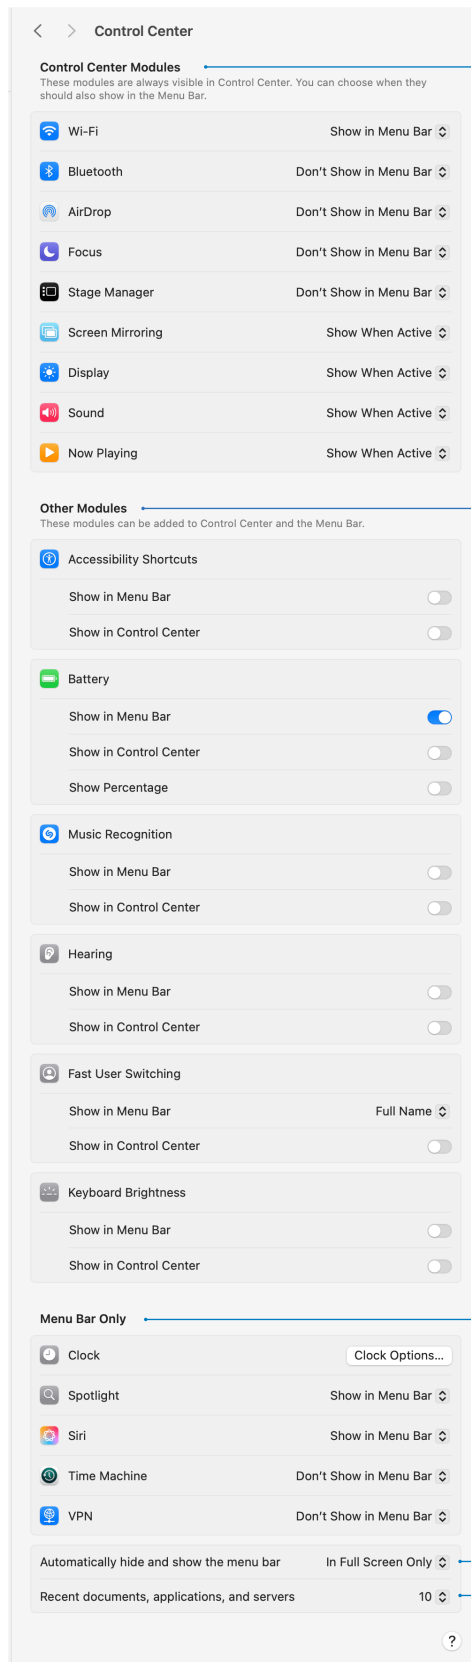 Control Center
Control Center Modules
These modules are always visible in Control Center. You can choose when they
should also show in the Menu Bar.
Wi-Fi Show in Menu Bar
Bluetooth Don't Show in Menu Bar
AirDrop Don't Show in Menu Bar
Focus Don't Show in Menu Bar
Stage Manager Don't Show in Menu Bar
Screen Mirroring Show When Active
Display Show When Active
Sound Show When Active
Now Playing Show When Active
Other Modules
These modules can be added to Control Center and the Menu Bar.
Accessibility Shortcuts
Show in Menu Bar
Show in Control Center
Battery
Show in Menu Bar
Show in Control Center
Show Percentage
Music Recognition
Show in Menu Bar
Show in Control Center
Hearing
Show in Menu Bar
Show in Control Center
Fast User Switching
Show in Menu Bar Full Name
Show in Control Center
Keyboard Brightness
Show in Menu Bar
Show in Control Center
Menu Bar Only
Clock Clock Options...
Spotlight Show in Menu Bar
Siri Show in Menu Bar
Time Machine Don't Show in Menu Bar
VPN Don't Show in Menu Bar
Automatically hide and show the menu bar In Full Screen Only
Recent documents, applications, and servers 10
?